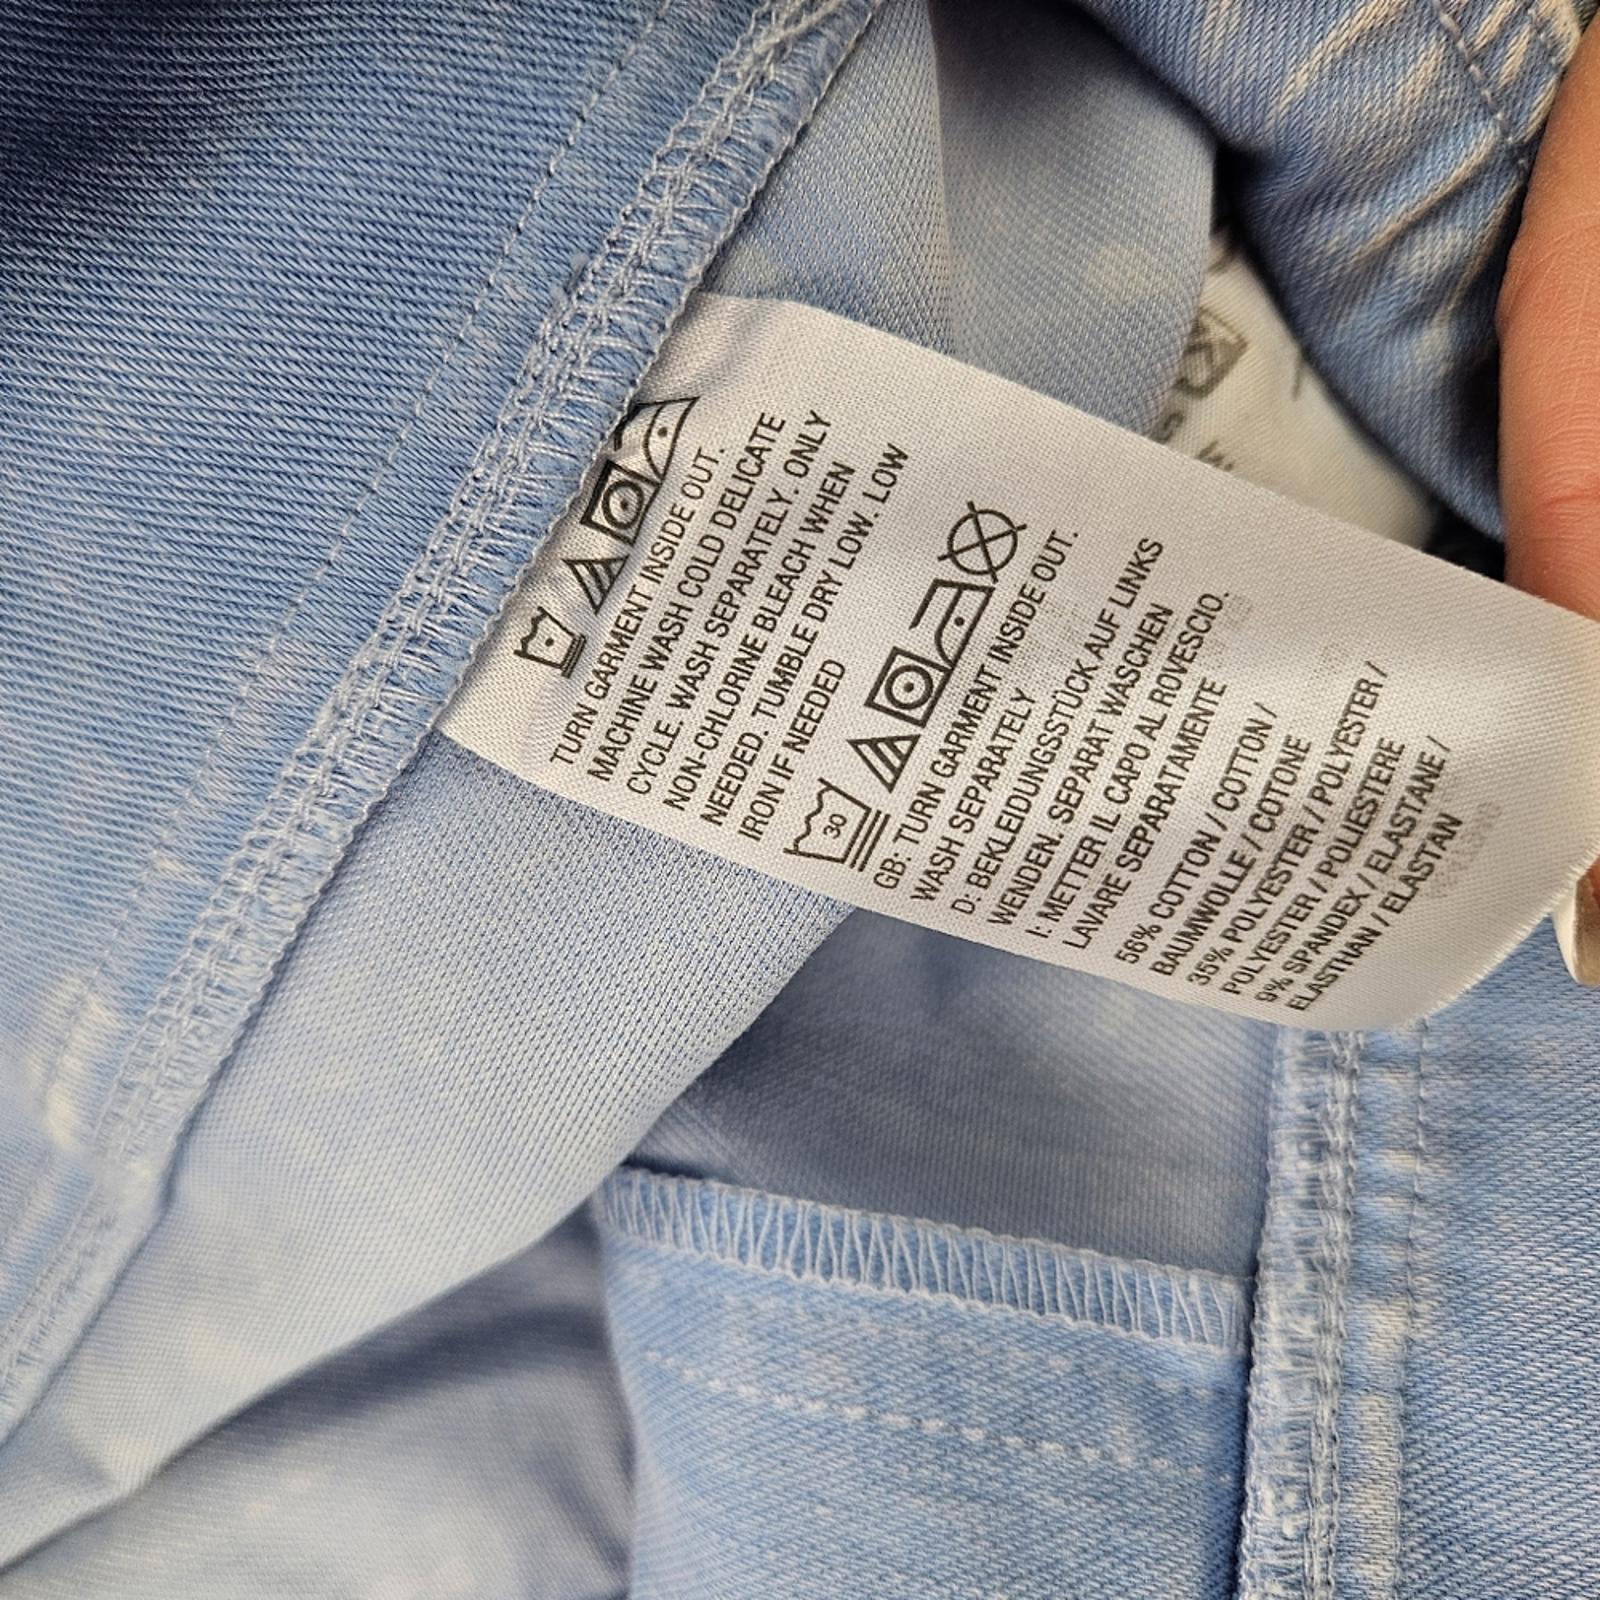 TURN GARMENT INSIDE OUT.
MACHINE WASH COLD DELICATE
CYCLE. WASH SEPARATELY. ONLY
NON-CHLORINE BLEACH WHEN
NEEDED. TUMBLE DRY LOW. LOW
IRON IF NEEDED
30
GB: TURN GARMENT INSIDE OUT.
WASH SEPARATELY
D: BEKLEIDUNGSSTÜCK AUF LINKS
WENDEN. SEPARAT WASCHEN
I: METTER IL CAPO AL ROVESCIO.
LAVARE SEPARATAMENTE
56% COTTON / COTTON /
BAUMWOLLE / COTONE
35% POLYESTER / POLYESTER /
POLYESTER / POLIESTERE
9% SPANDEX / ELASTANE /
ELASTHAN / ELASTAN